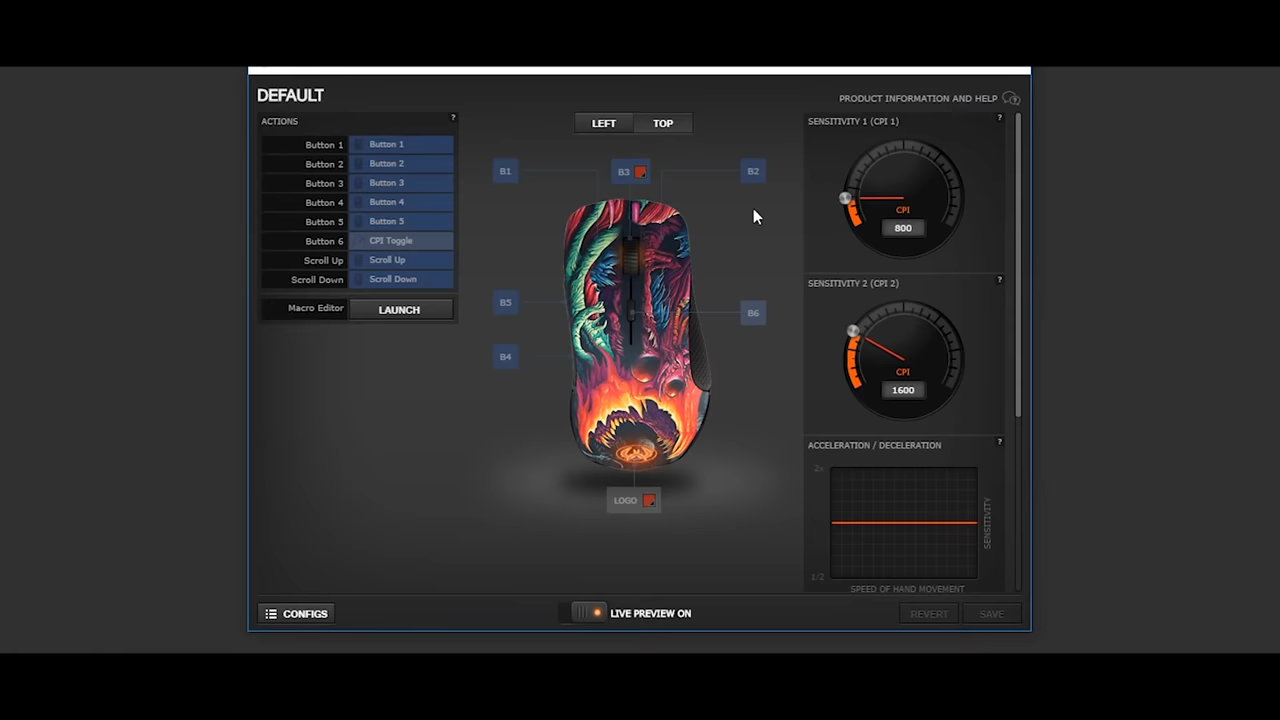 DEFAULT
PRODUCT INFORMATION AND HELP
ACTIONS
?
Button 1 Button 1
Button 2 Button 2
Button 3 Button 3
Button 4 Button 4
Button 5 Button 5
Button 6 CPI Toggle
Scroll Up Scroll Up
Scroll Down Scroll Down
Macro Editor LAUNCH
LEFT TOP
B1 B3 B2
B5 B6
B4
LOGO
SENSITIVITY 1 (CPI 1)
?
CPI
800
SENSITIVITY 2 (CPI 2)
?
CPI
1600
ACCELERATION / DECELERATION
?
2x
SENSITIVITY
1/2
SPEED OF HAND MOVEMENT
CONFIGS
LIVE PREVIEW ON
REVERT SAVE